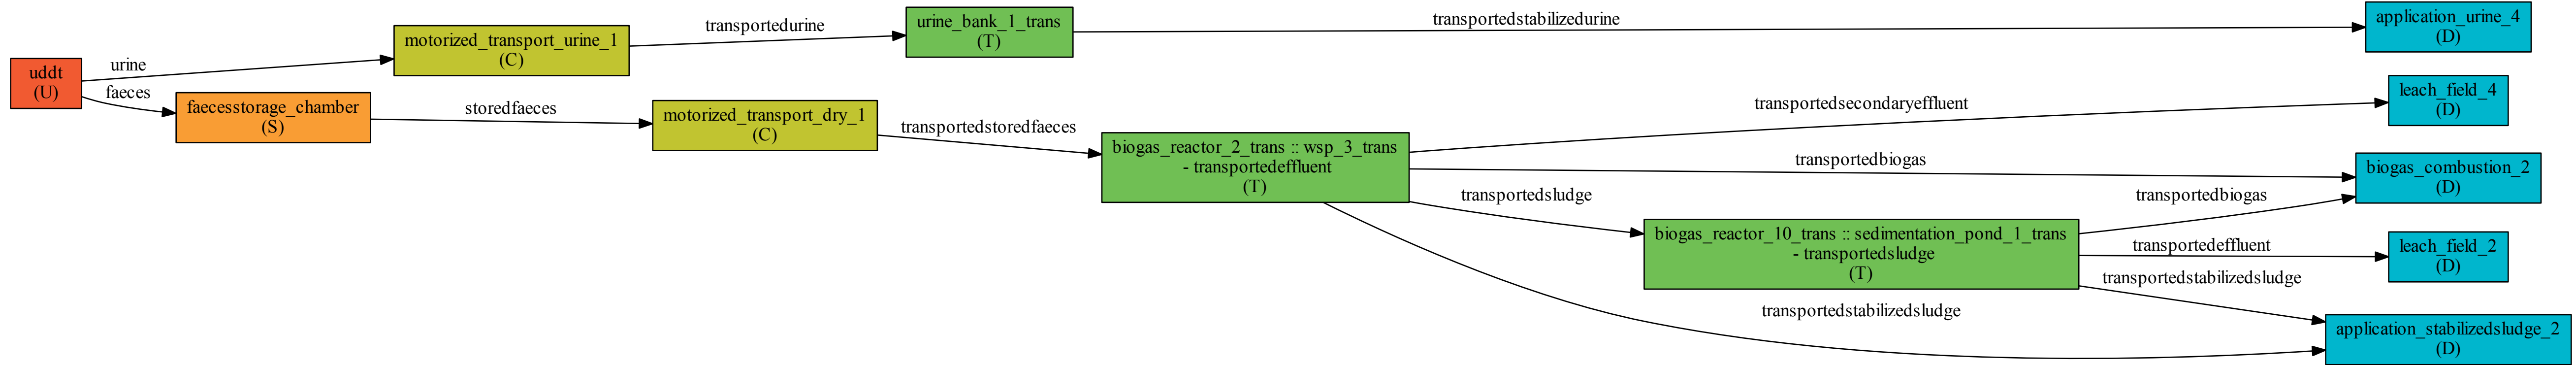 uddt
(U)
urine
faeces
faecesstorage_chamber
(S)
motorized_transport_urine_1
(C)
storedfaeces
motorized_transport_dry_1
(C)
transportedurine
urine_bank_1_trans
(T)
transportedstoredfaeces
biogas_reactor_2_trans :: wsp_3_trans
- transportedeffluent
(T)
transportedstabilizedurine
transportedsecondaryeffluent
transportedbiogas
transportedsludge
biogas_reactor_10_trans :: sedimentation_pond_1_trans
- transportedsludge
(T)
transportedstabilizedsludge
transportedbiogas
transportedeffluent
transportedstabilizedsludge
application_urine_4
(D)
leach_field_4
(D)
biogas_combustion_2
(D)
leach_field_2
(D)
application_stabilizedsludge_2
(D)